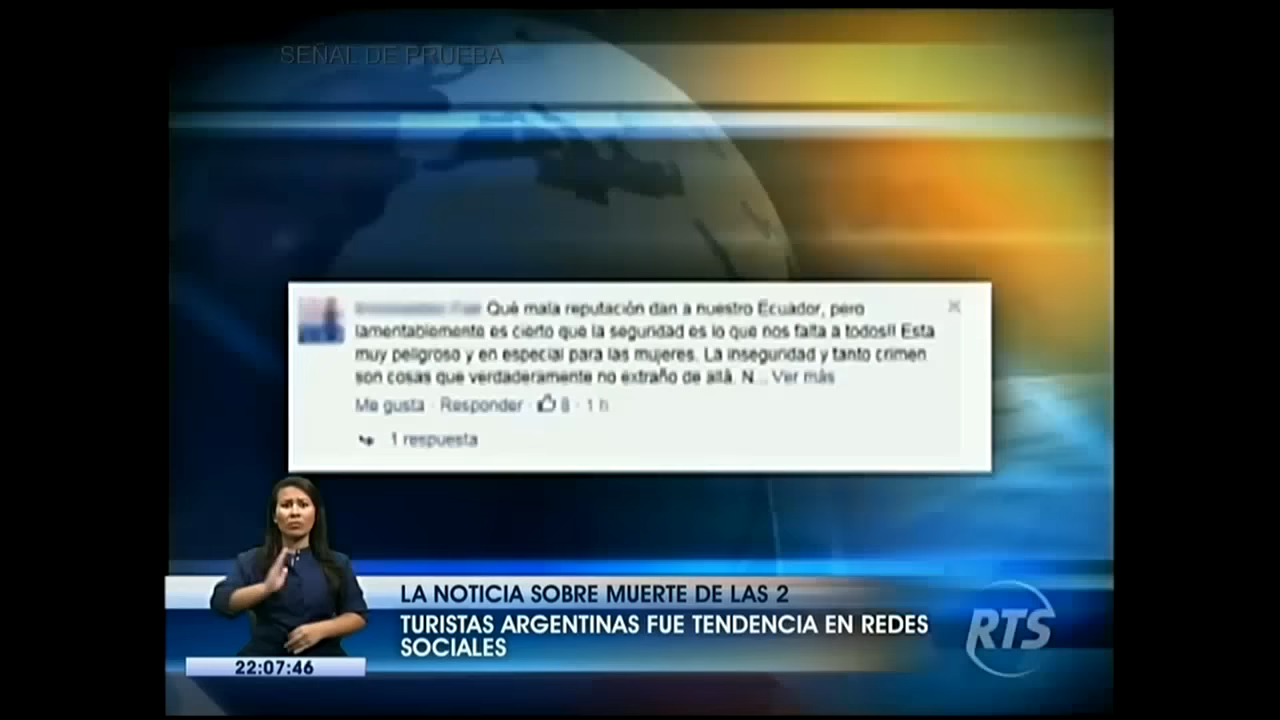 SEÑAL DE PRUEBA
Qué mala reputación dan a nuestro Ecuador, pero
lamentablemente es cierto que la seguridad es lo que nos falta a todos!! Esta
muy peligroso y en especial para las mujeres. La inseguridad y tanto crimen
son cosas que verdaderamente no extraño de allá. N... Ver más
Me gusta · Responder · 8 · 1 h
1 respuesta
LA NOTICIA SOBRE MUERTE DE LAS 2
TURISTAS ARGENTINAS FUE TENDENCIA EN REDES
SOCIALES
RTS
22:07:46